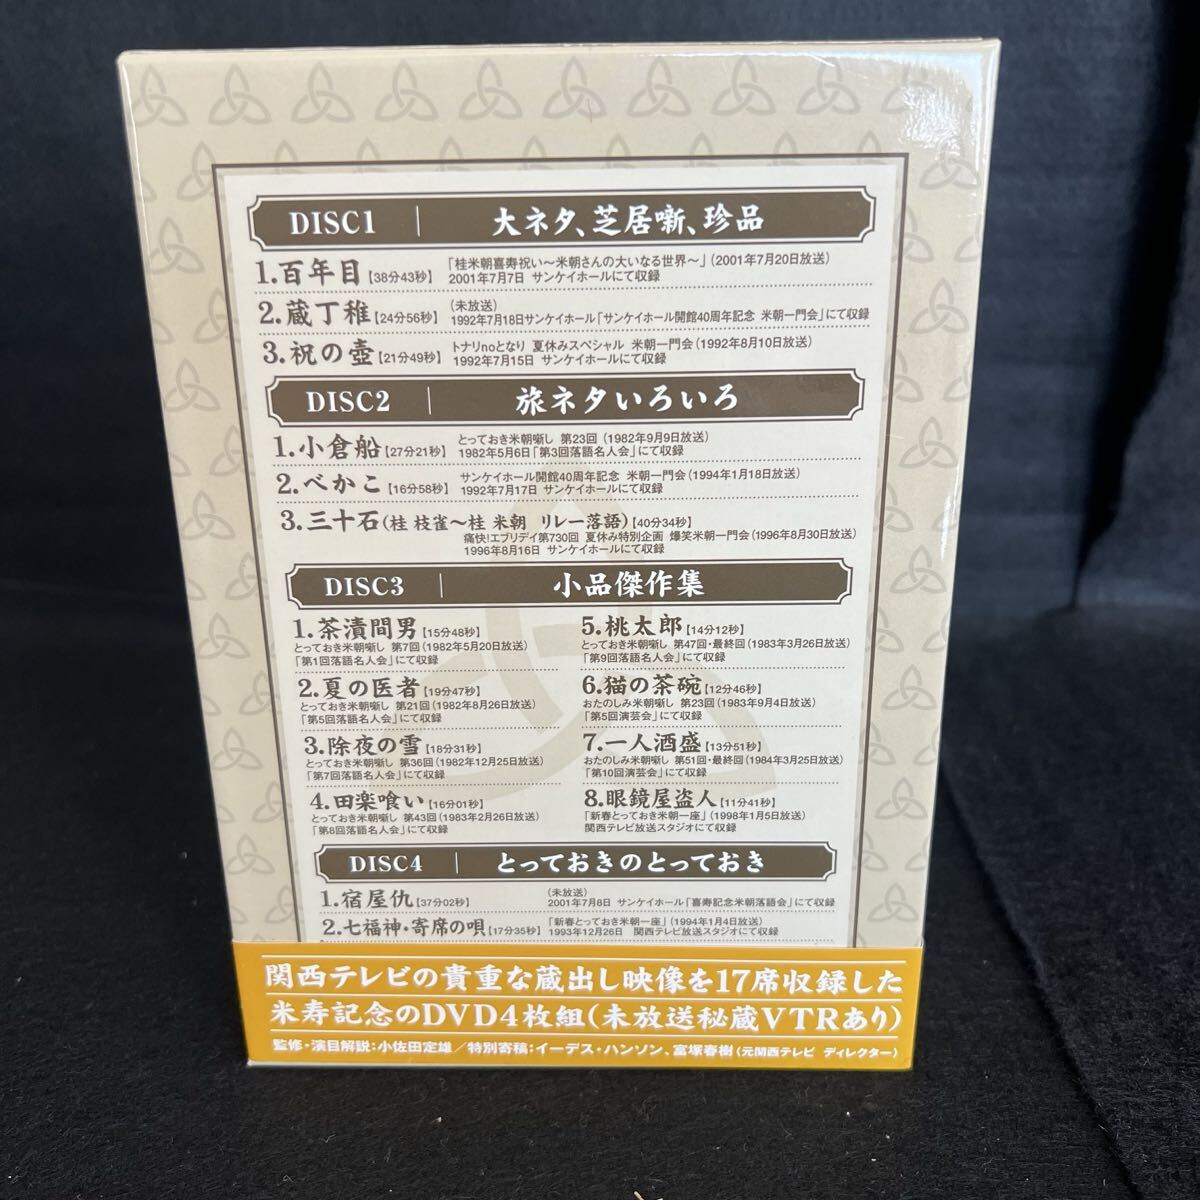 DISC1 大ネタ、芝居噺、珍品
1.百年目【38分43秒】
「桂米朝喜寿祝い〜米朝さんの大いなる世界〜」(2001年7月20日放送)
2001年7月7日 サンケイホールにて収録
2.蔵丁稚【24分56秒】
(未放送)
1992年7月18日サンケイホール「サンケイホール開館40周年記念 米朝一門会」にて収録
3.祝の壺【21分49秒】
トナリnoとなり 夏休みスペシャル 米朝一門会(1992年8月10日放送)
1992年7月15日 サンケイホールにて収録
DISC2 旅ネタいろいろ
1.小倉船【27分21秒】
とっておき米朝噺し 第23回(1982年9月9日放送)
1982年5月6日「第3回落語名人会」にて収録
2.べかこ【16分58秒】
サンケイホール開館40周年記念 米朝一門会(1994年1月18日放送)
1992年7月17日 サンケイホールにて収録
3.三十石(桂 枝雀〜桂 米朝 リレー落語)【40分34秒】
痛快!エブリデイ第730回 夏休み特別企画 爆笑米朝一門会(1996年8月30日放送)
1996年8月16日 サンケイホールにて収録
DISC3 小品傑作集
1.茶漬間男【15分48秒】
とっておき米朝噺し 第7回(1982年5月20日放送)
「第1回落語名人会」にて収録
2.夏の医者【19分47秒】
とっておき米朝噺し 第21回(1982年8月26日放送)
「第5回落語名人会」にて収録
3.除夜の雪【18分31秒】
とっておき米朝噺し 第36回(1982年12月25日放送)
「第7回落語名人会」にて収録
4.田楽喰い【16分01秒】
とっておき米朝噺し 第43回(1983年2月26日放送)
「第8回落語名人会」にて収録
5.桃太郎【14分12秒】
とっておき米朝噺し 第47回・最終回(1983年3月26日放送)
「第9回落語名人会」にて収録
6.猫の茶碗【12分46秒】
おたのしみ米朝噺し 第23回(1983年9月4日放送)
「第5回演芸会」にて収録
7.一人酒盛【13分51秒】
おたのしみ米朝噺し 第51回・最終回(1984年3月25日放送)
「第10回演芸会」にて収録
8.眼鏡屋盗人【11分41秒】
「新春とっておき米朝一座」(1998年1月5日放送)
関西テレビ放送スタジオにて収録
DISC4 とっておきのとっておき
1.宿屋仇【37分02秒】
(未放送)
2001年7月8日 サンケイホール「喜寿記念米朝落語会」にて収録
2.七福神・寄席の唄【17分35秒】
「新春とっておき米朝一座」(1994年1月4日放送)
1993年12月26日 関西テレビ放送スタジオにて収録
関西テレビの貴重な蔵出し映像を17席収録した
米寿記念のDVD4枚組(未放送秘蔵VTRあり)
監修・演目解説:小佐田定雄/特別寄稿:イーデス・ハンソン、富塚春樹(元関西テレビ ディレクター)